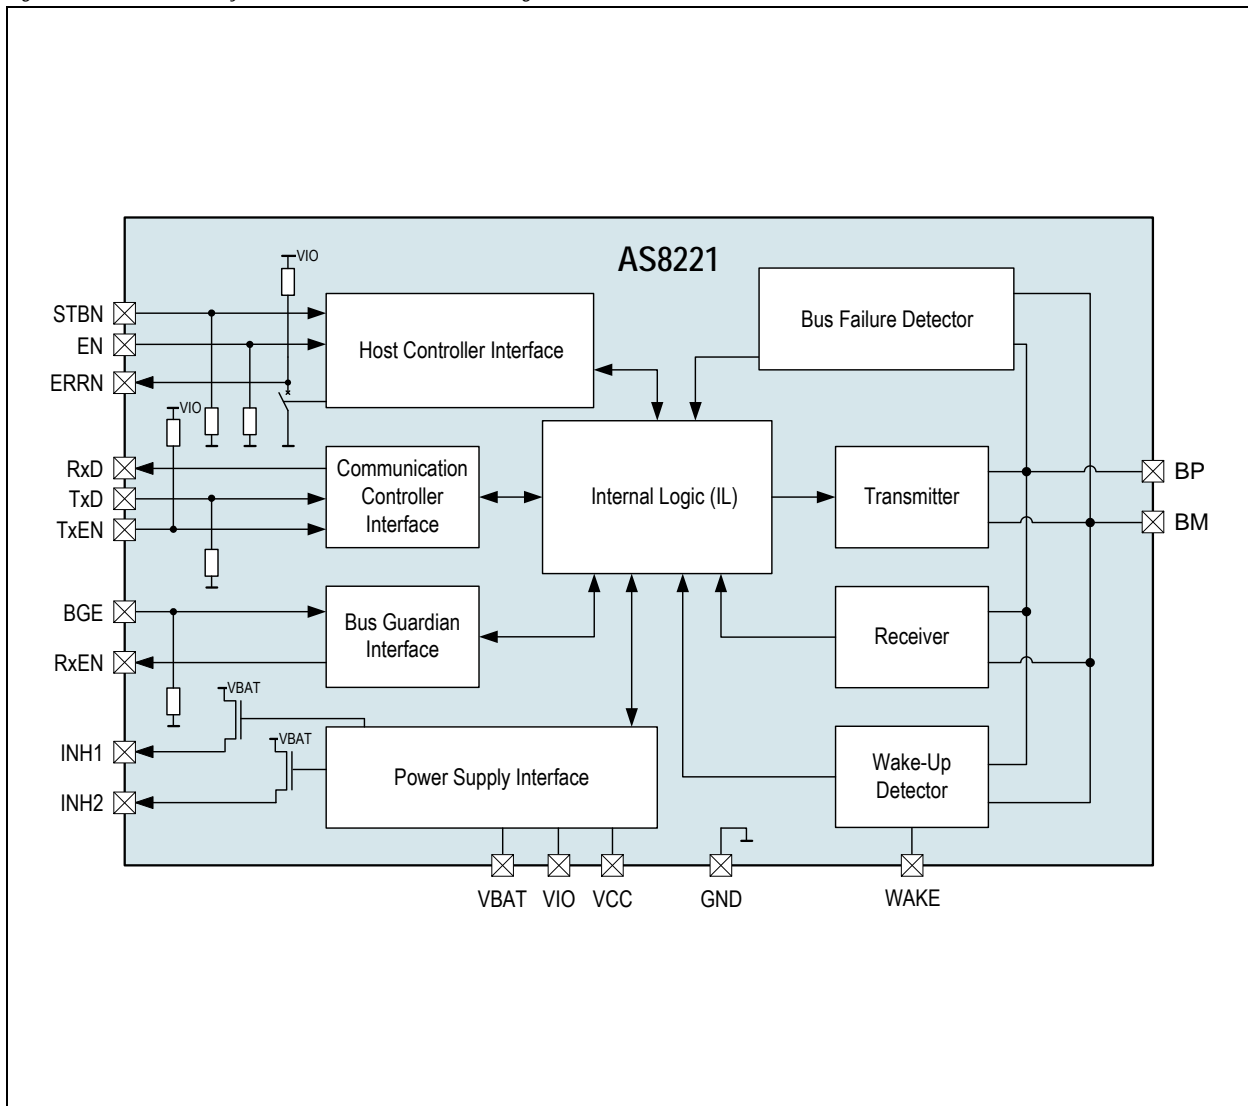 AS8221
VIO
STBN
EN
ERRN
Host Controller Interface
Bus Failure Detector
VIO
RxD
TxD
TxEN
Communication
Controller
Interface
Internal Logic (IL)
Transmitter
BP
BM
BGE
RxEN
Bus Guardian
Interface
Receiver
VBAT
INH1
VBAT
INH2
Power Supply Interface
Wake-Up
Detector
VBAT
VIO
VCC
GND
WAKE